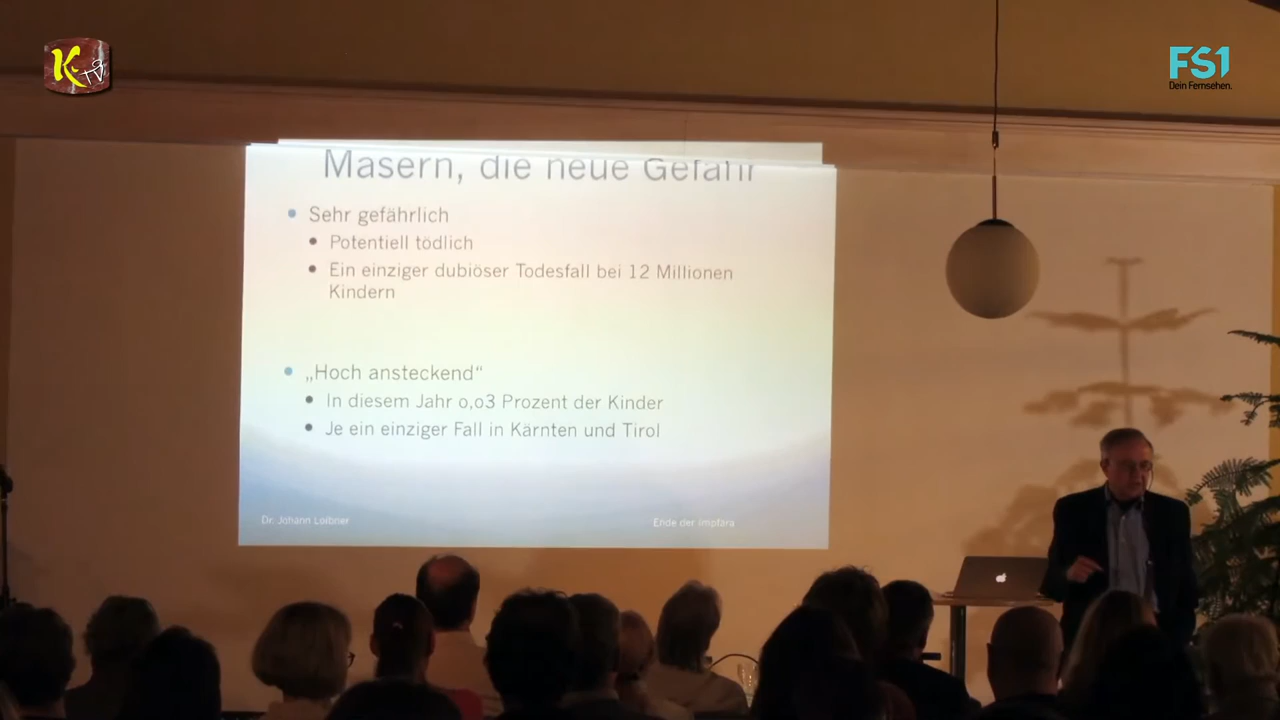 K-TV
FS1
Dein Fernsehen.
Masern, die neue Gefahr
Sehr gefährlich
Potentiell tödlich
Ein einziger dubiöser Todesfall bei 12 Millionen
Kindern
„Hoch ansteckend“
In diesem Jahr 0,03 Prozent der Kinder
Je ein einziger Fall in Kärnten und Tirol
Dr. Johann Loibner
Ende der Impfära